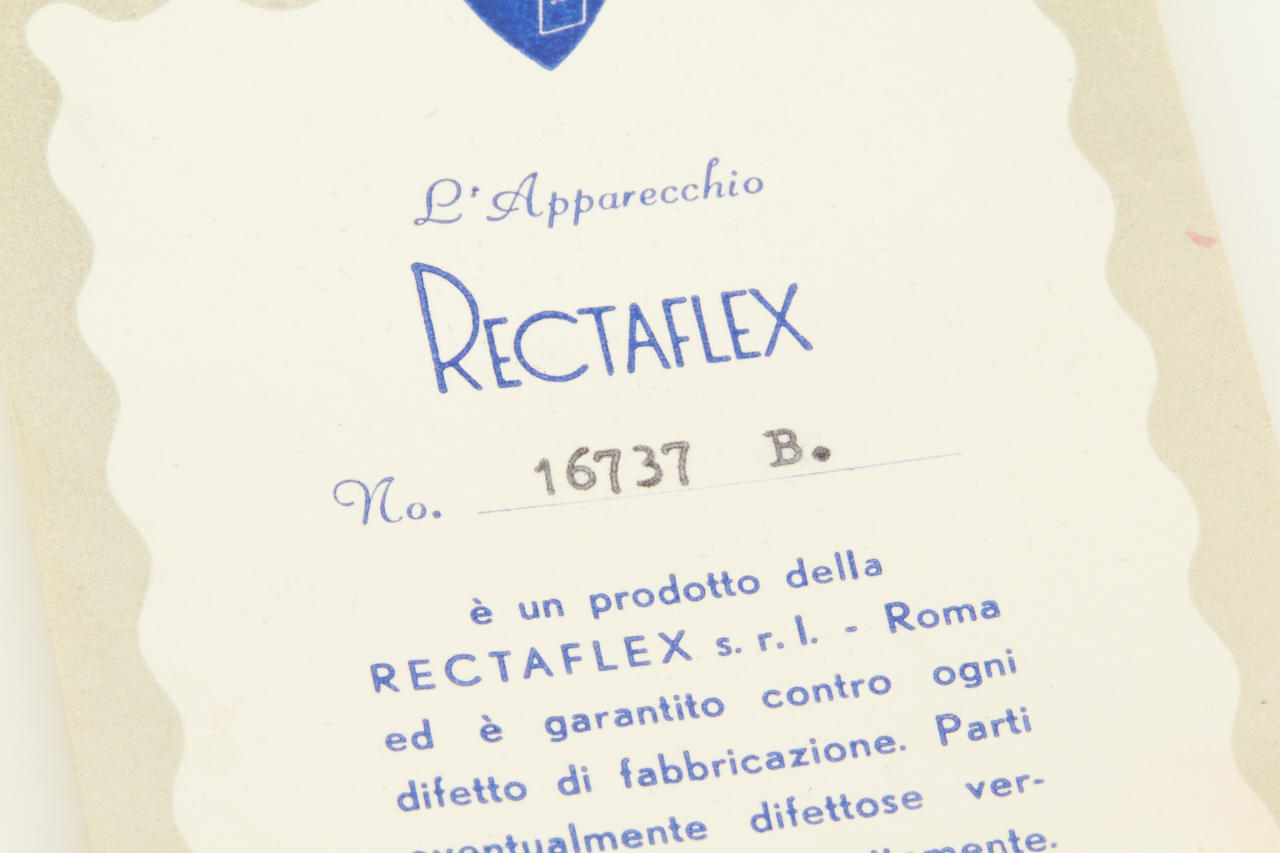 L'Apparecchio
RECTAFLEX
No. 16737 B.
è un prodotto della
RECTAFLEX s. r. l. - Roma
ed è garantito contro ogni
difetto di fabbricazione. Parti
eventualmente difettose ver-